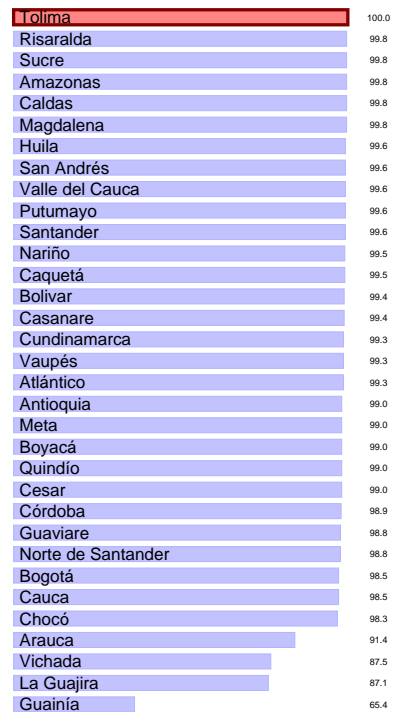 Tolima 100.0
Risaralda 99.8
Sucre 99.8
Amazonas 99.8
Caldas 99.8
Magdalena 99.8
Huila 99.6
San Andrés 99.6
Valle del Cauca 99.6
Putumayo 99.6
Santander 99.6
Nariño 99.5
Caquetá 99.5
Bolivar 99.4
Casanare 99.4
Cundinamarca 99.3
Vaupés 99.3
Atlántico 99.3
Antioquia 99.0
Meta 99.0
Boyacá 99.0
Quindío 99.0
Cesar 99.0
Córdoba 98.9
Guaviare 98.8
Norte de Santander 98.8
Bogotá 98.5
Cauca 98.5
Chocó 98.3
Arauca 91.4
Vichada 87.5
La Guajira 87.1
Guainía 65.4